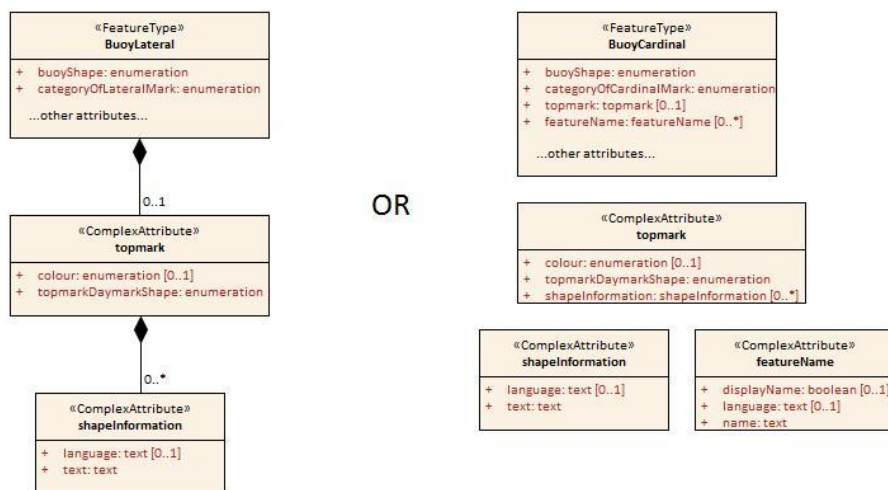 «FeatureType»
BuoyLateral
+ buoyShape: enumeration
+ categoryOfLateralMark: enumeration
...other attributes...
0..1
«ComplexAttribute»
topmark
+ colour: enumeration [0..1]
+ topmarkDaymarkShape: enumeration
0..*
«ComplexAttribute»
shapeInformation
+ language: text [0..1]
+ text: text
OR
«FeatureType»
BuoyCardinal
+ buoyShape: enumeration
+ categoryOfCardinalMark: enumeration
+ topmark: topmark [0..1]
+ featureName: featureName [0..*]
...other attributes...
«ComplexAttribute»
topmark
+ colour: enumeration [0..1]
+ topmarkDaymarkShape: enumeration
+ shapeInformation: shapeInformation [0..*]
«ComplexAttribute»
shapeInformation
+ language: text [0..1]
+ text: text
«ComplexAttribute»
featureName
+ displayName: boolean [0..1]
+ language: text [0..1]
+ name: text